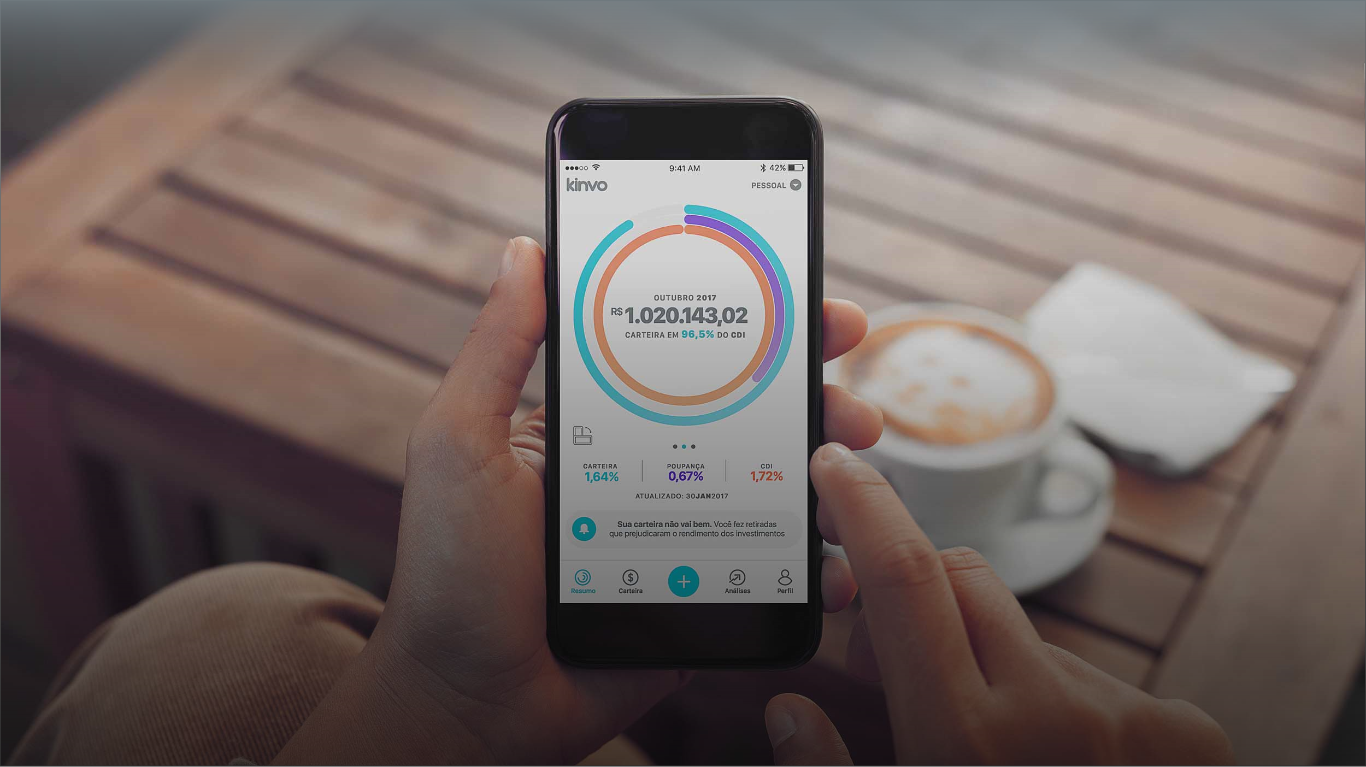 9:41 AM
42%
kinvo
PESSOAL
OUTUBRO 2017
R$1.020.143,02
CARTEIRA EM 96,5% DO CDI
CARTEIRA
1,64%
POUPANÇA
0,67%
CDI
1,72%
ATUALIZADO: 30JAN2017
Sua carteira não vai bem. Você fez retiradas
que prejudicaram o rendimento dos investimentos
Resumo
Carteira
Análises
Perfil